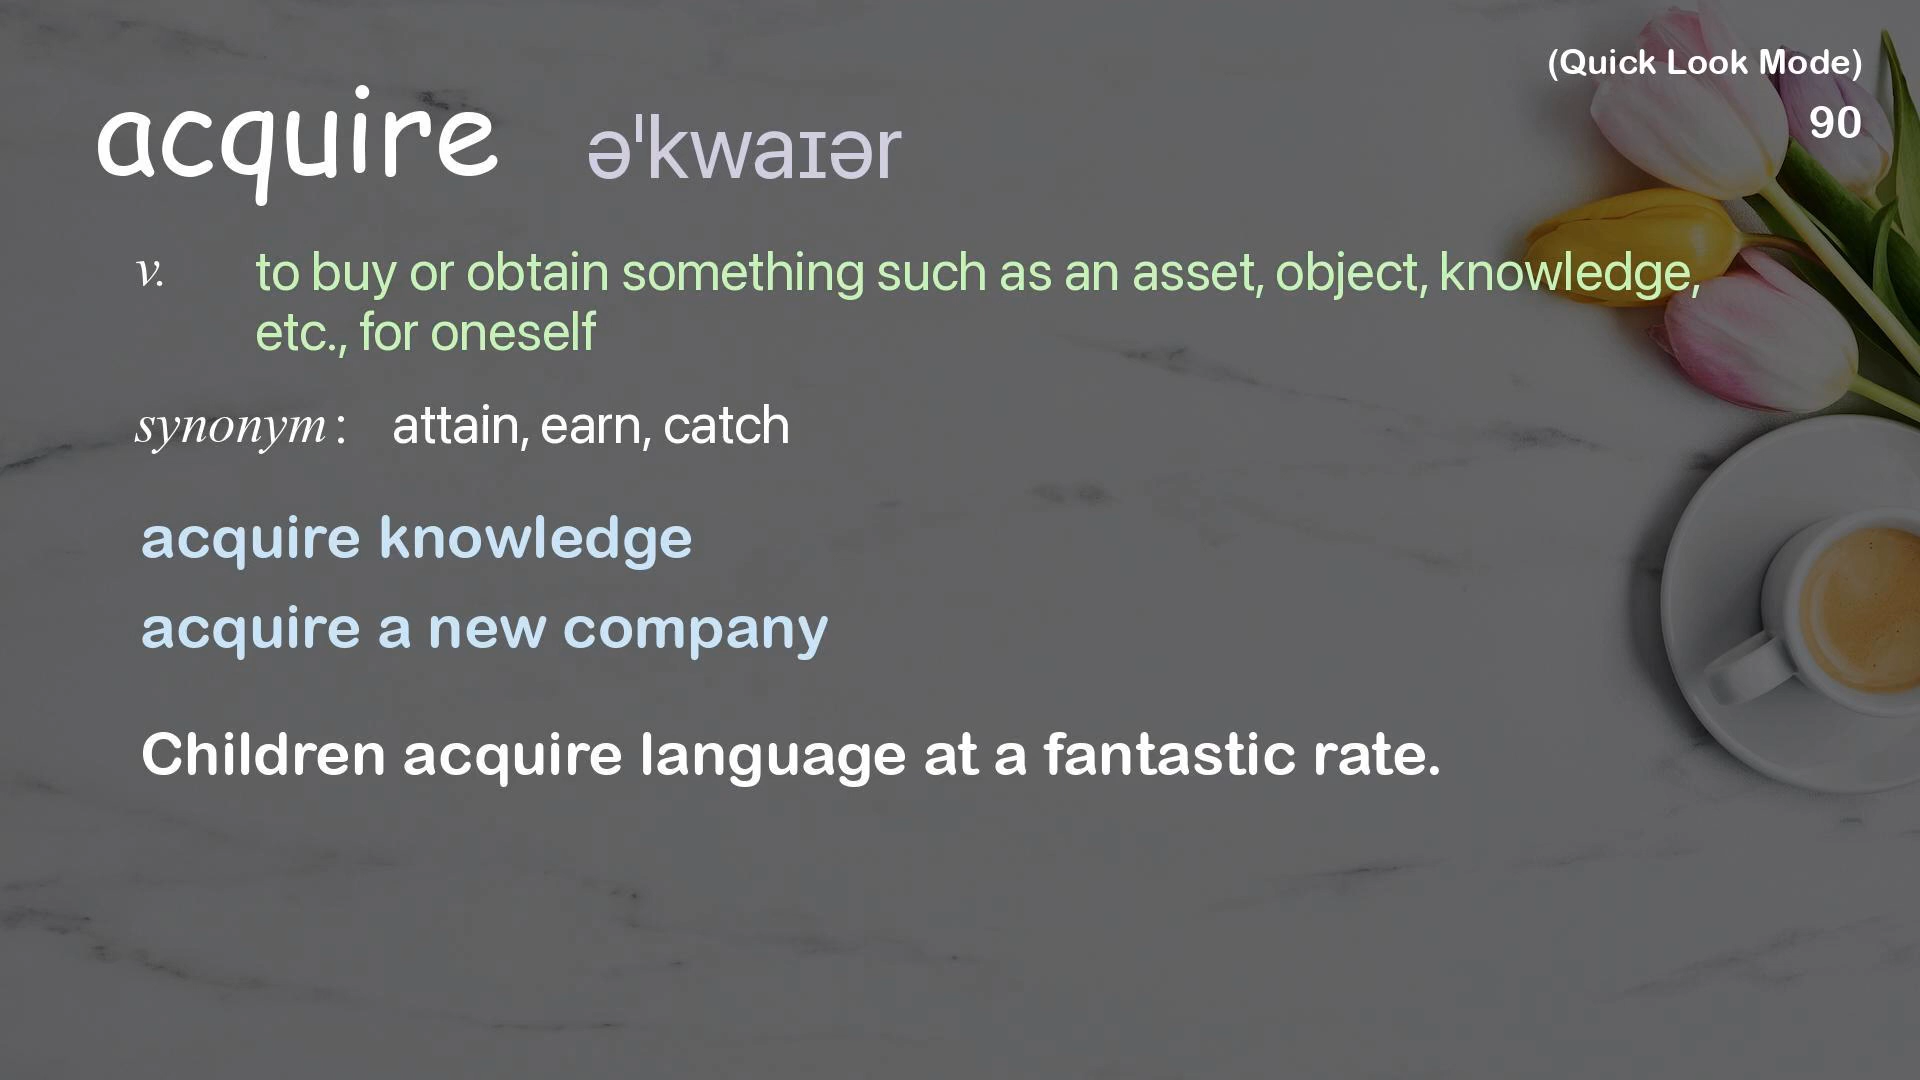 (Quick Look Mode)
90
acquire əˈkwaɪər
v. to buy or obtain something such as an asset, object, knowledge,
etc., for oneself
synonym : attain, earn, catch
acquire knowledge
acquire a new company
Children acquire language at a fantastic rate.